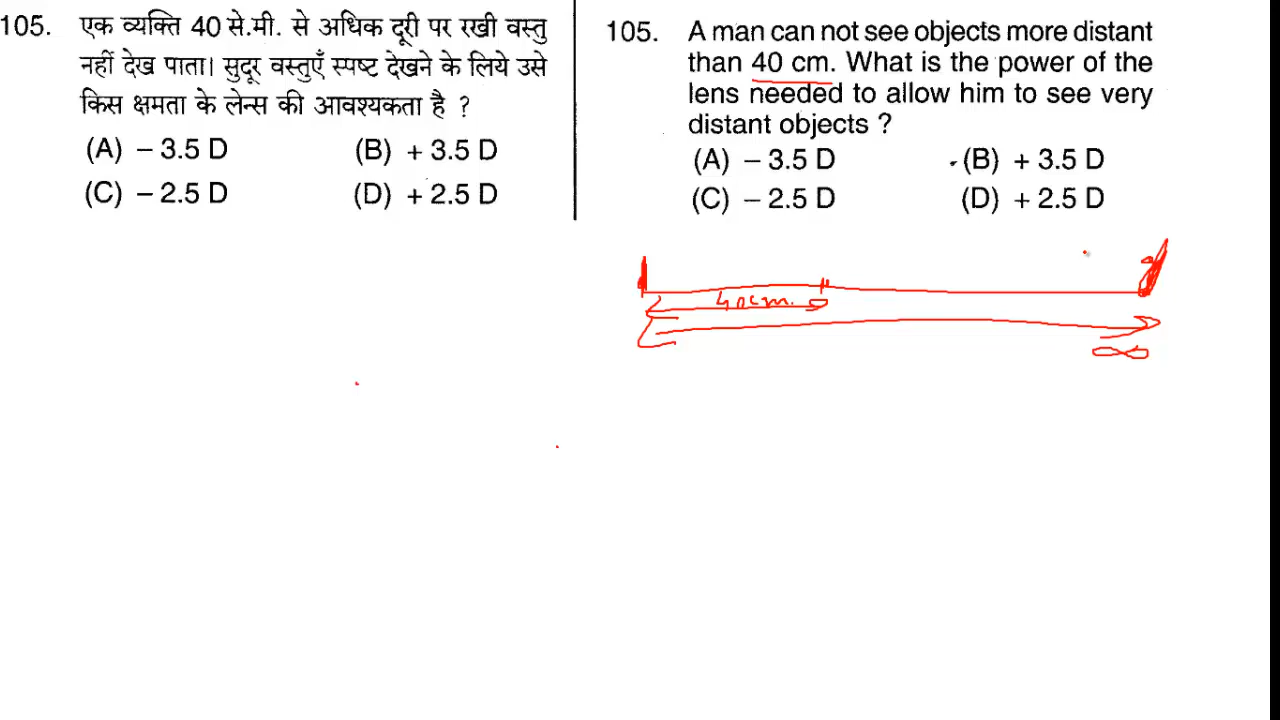 105. एक व्यक्ति 40 से.मी. से अधिक दूरी पर रखी वस्तु
नहीं देख पाता। सुदूर वस्तुएँ स्पष्ट देखने के लिये उसे
किस क्षमता के लेन्स की आवश्यकता है ?
(A) – 3.5 D (B) + 3.5 D
(C) – 2.5 D (D) + 2.5 D
105. A man can not see objects more distant
than 40 cm. What is the power of the
lens needed to allow him to see very
distant objects ?
(A) – 3.5 D (B) + 3.5 D
(C) – 2.5 D (D) + 2.5 D
40cm.
∞